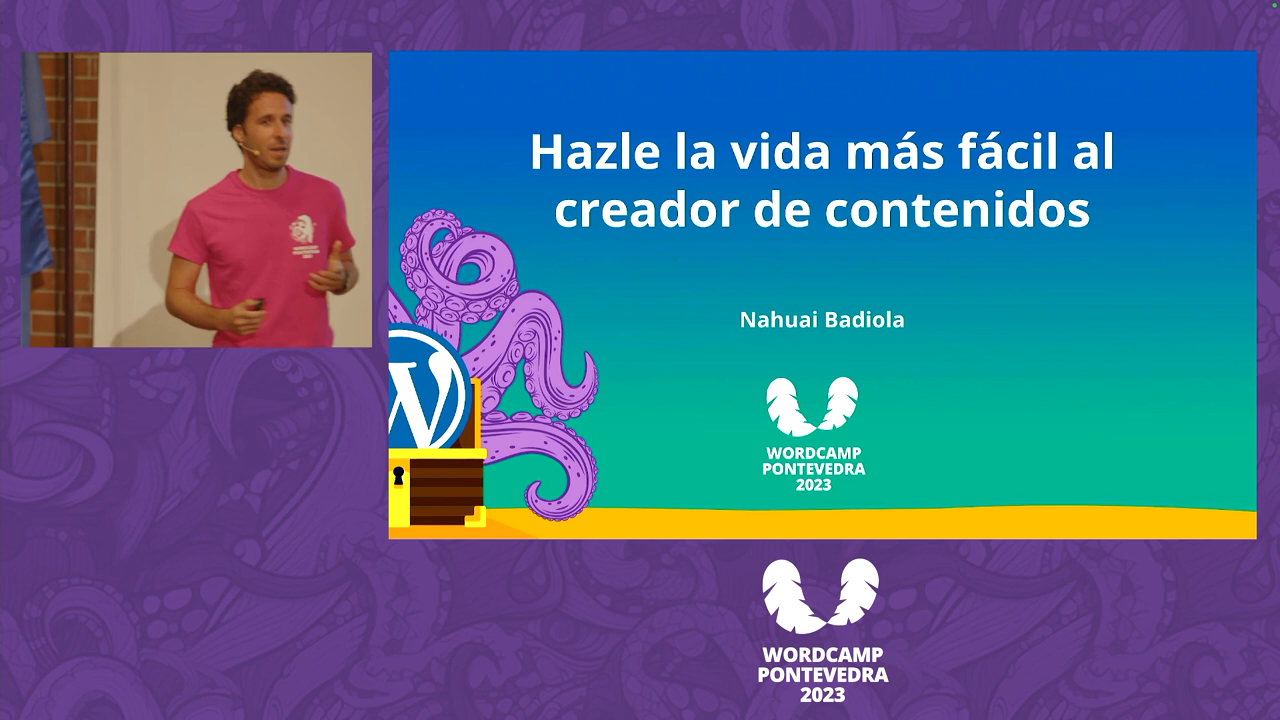 Hazle la vida más fácil al
creador de contenidos
Nahuai Badiola
WORDCAMP
PONTEVEDRA
2023
WORDCAMP
PONTEVEDRA
2023